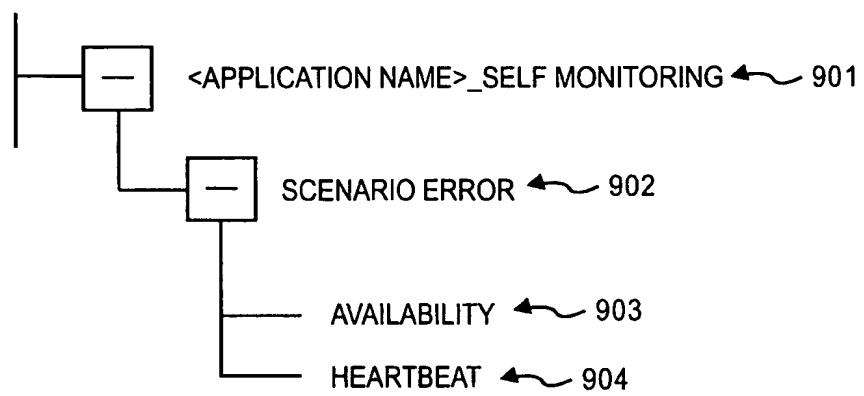 <APPLICATION NAME>_SELF MONITORING 901
SCENARIO ERROR 902
AVAILABILITY 903
HEARTBEAT 904